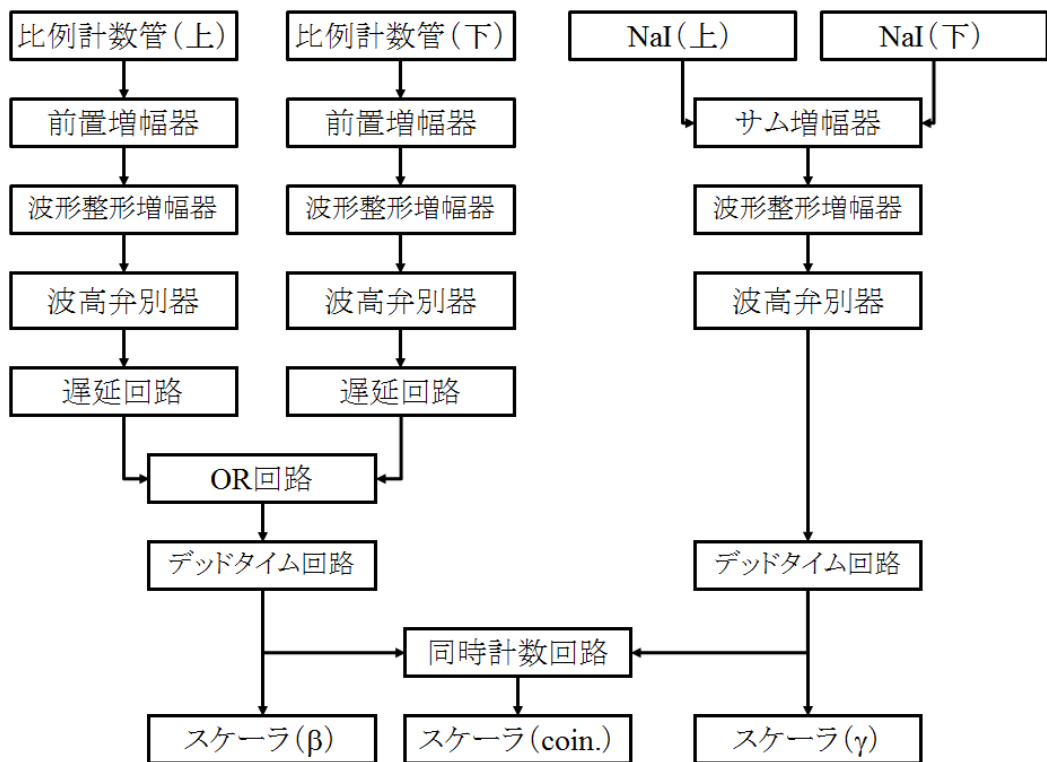 比例計数管(上)
比例計数管(下)
NaI(上)
NaI(下)
前置増幅器
前置増幅器
サム増幅器
波形整形増幅器
波形整形増幅器
波形整形増幅器
波高弁別器
波高弁別器
波高弁別器
遅延回路
遅延回路
OR回路
デッドタイム回路
デッドタイム回路
同時計数回路
スケーラ(β)
スケーラ(coin.)
スケーラ(γ)